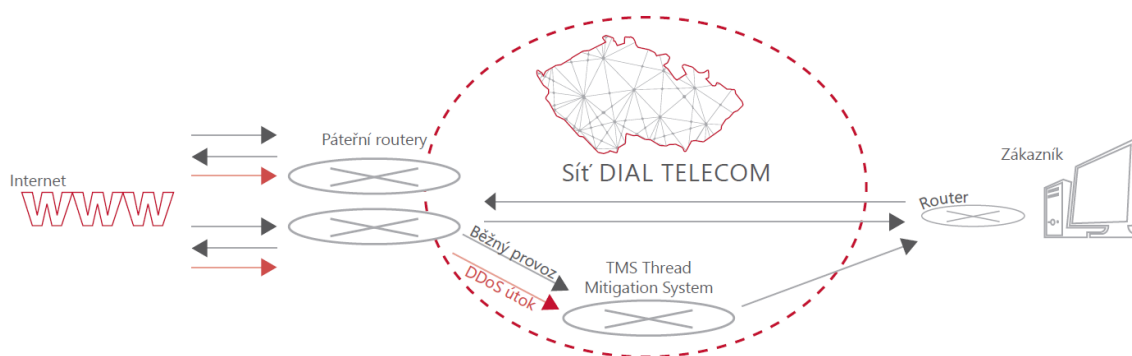 Páteřní routery
Internet
WWW
Síť DIAL TELECOM
Zákazník
Router
Běžný provoz
DDoS útok
TMS Thread
Mitigation System